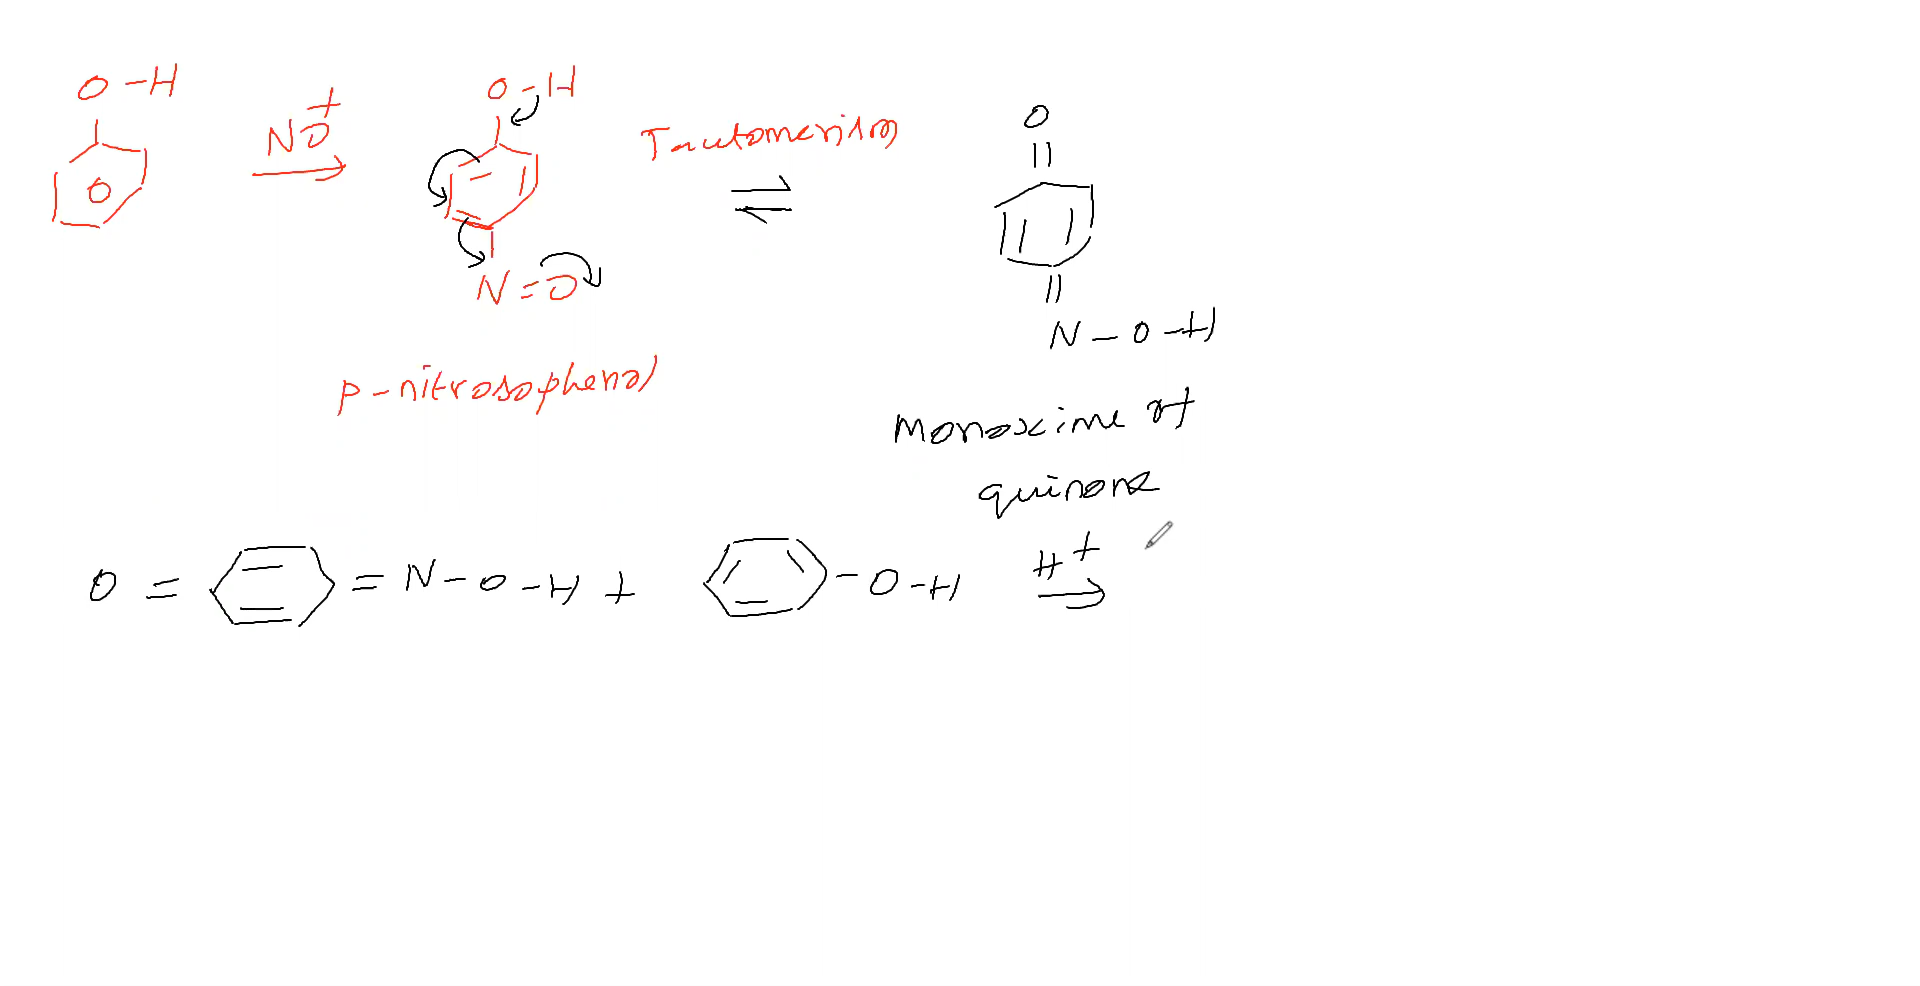 O-H
NO+
O-H
Tautomerism
O
N=O
N-O-H
p-nitrosophenol
Monoxime of
quinone
O = = N-O-H + -O-H H+